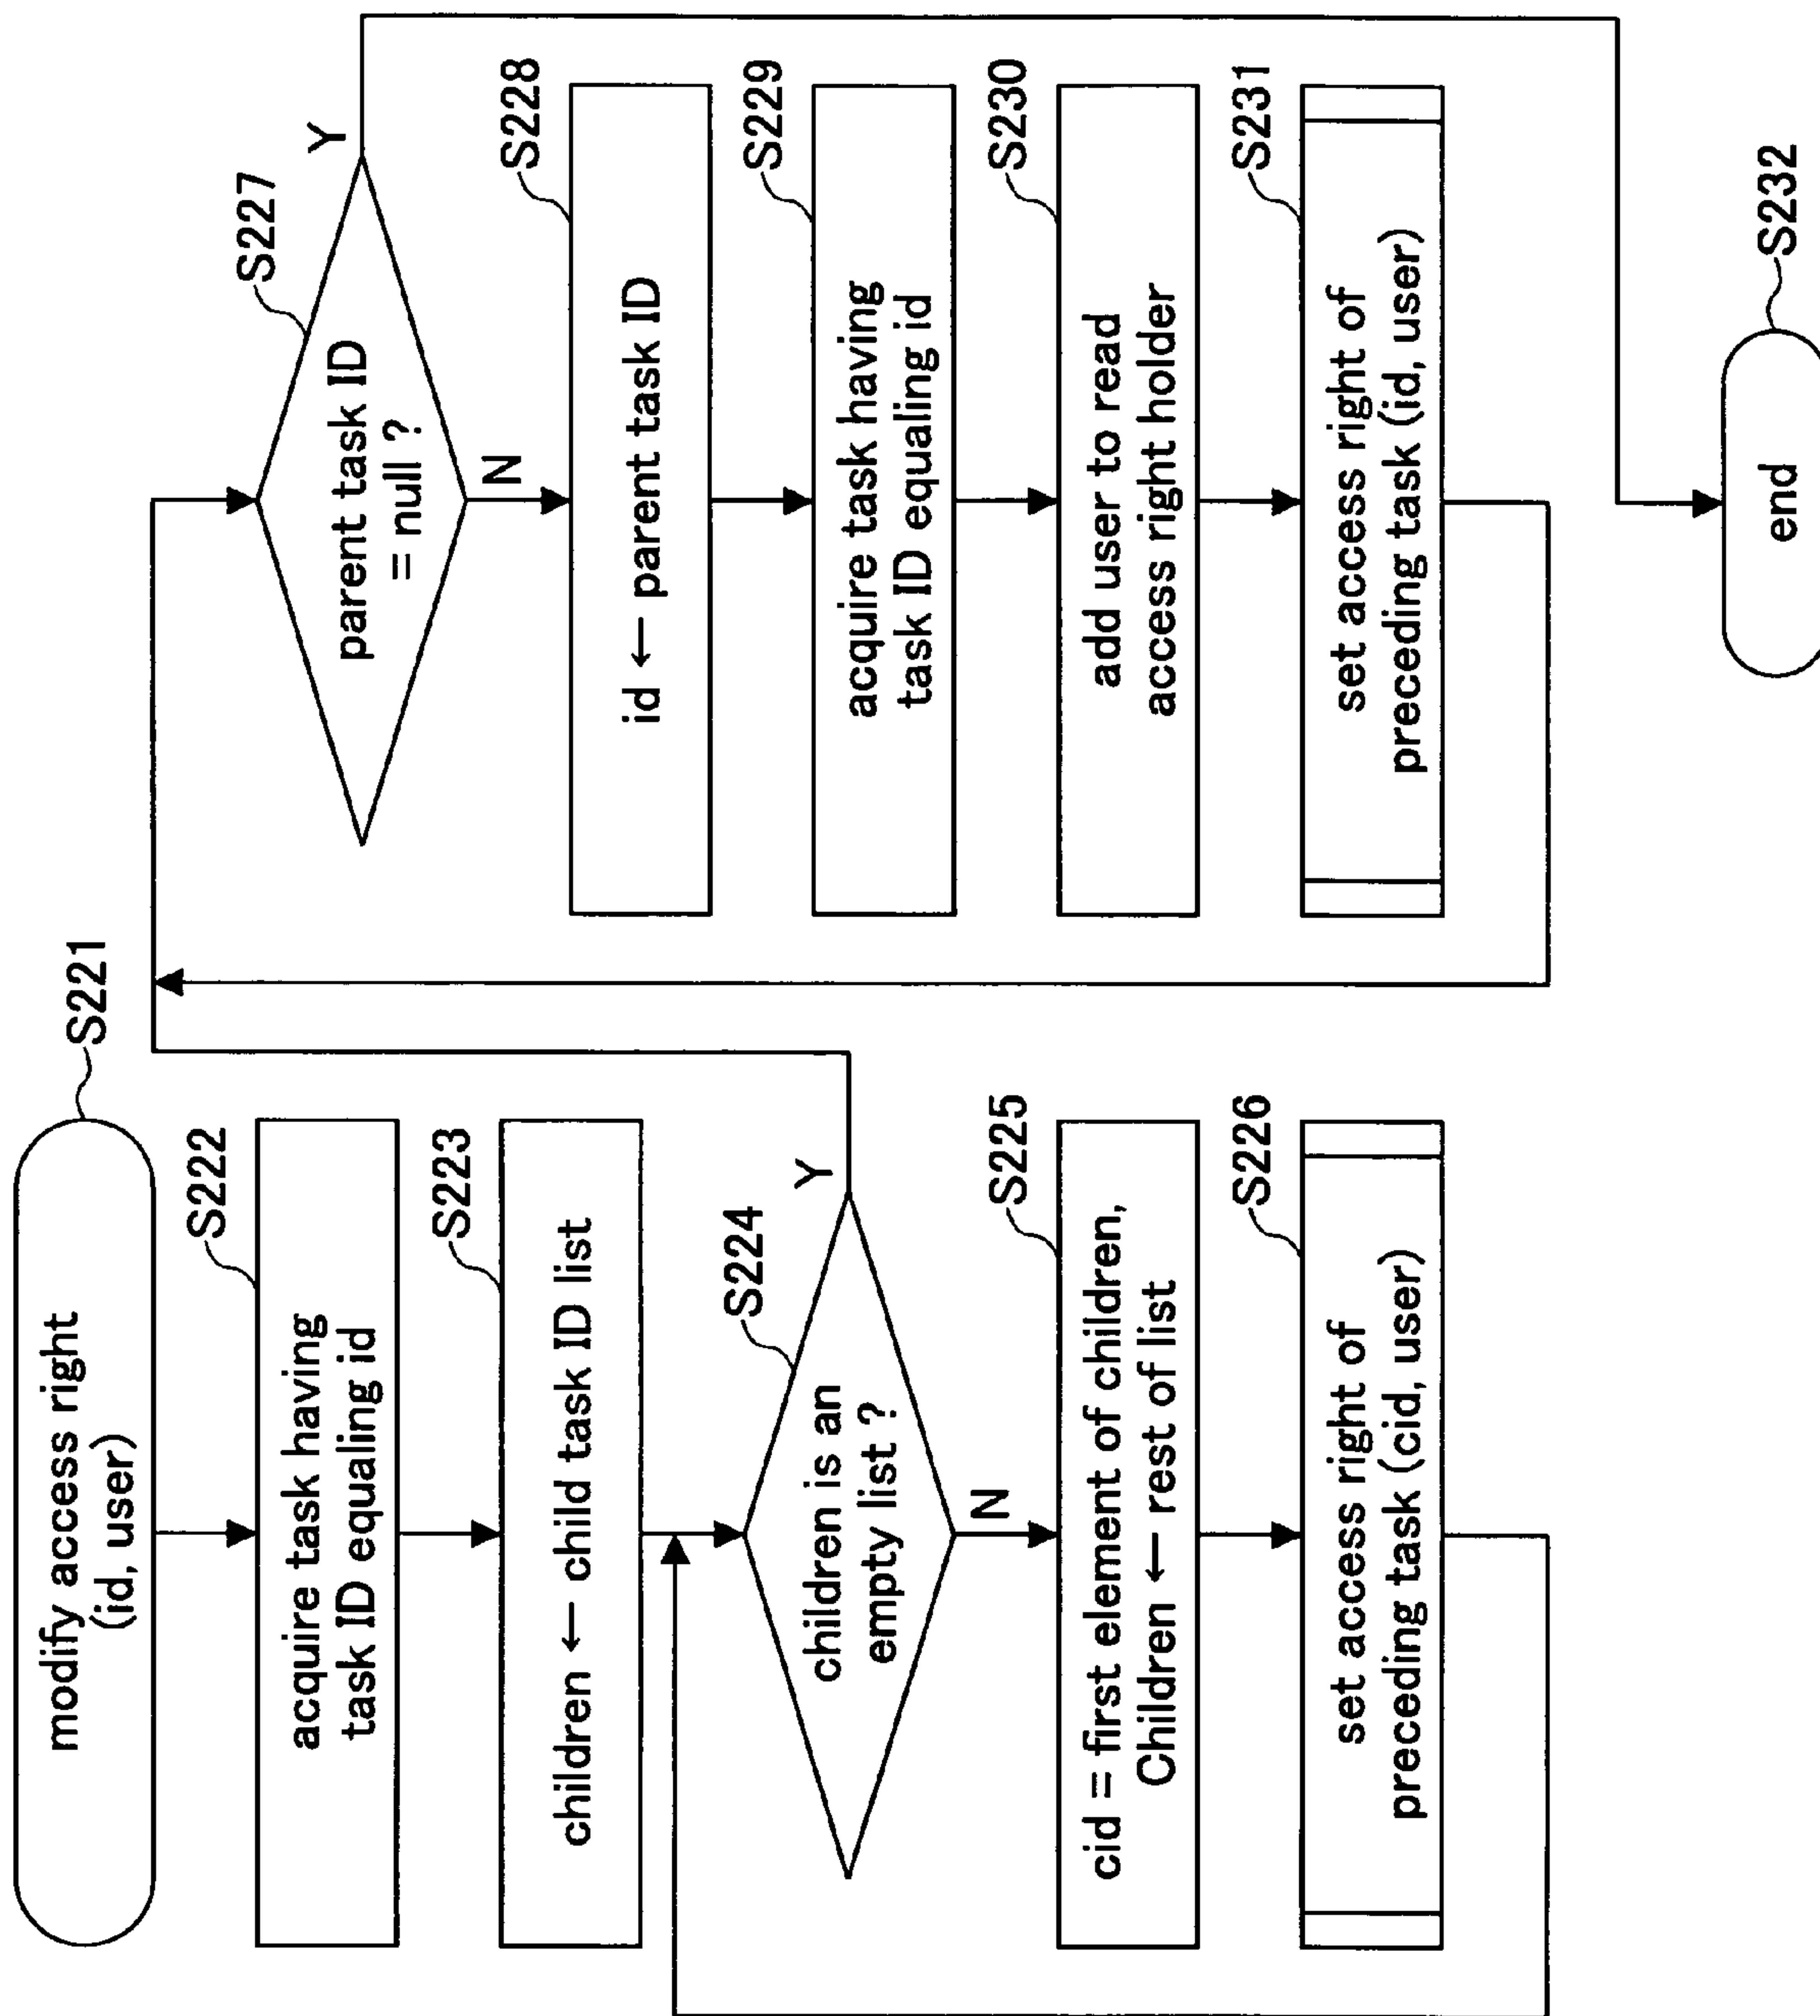 S221
modify access right
(id, user)
S222
acquire task having
task ID equaling id
S223
children ← child task ID list
S224
children is an
empty list ?
Y
N
S225
cid = first element of children,
Children ← rest of list
S226
set access right of
preceding task (cid, user)
S227
parent task ID
= null ?
Y
N
S228
id ← parent task ID
S229
acquire task having
task ID equaling id
S230
add user to read
access right holder
S231
set access right of
preceding task (id, user)
S232
end